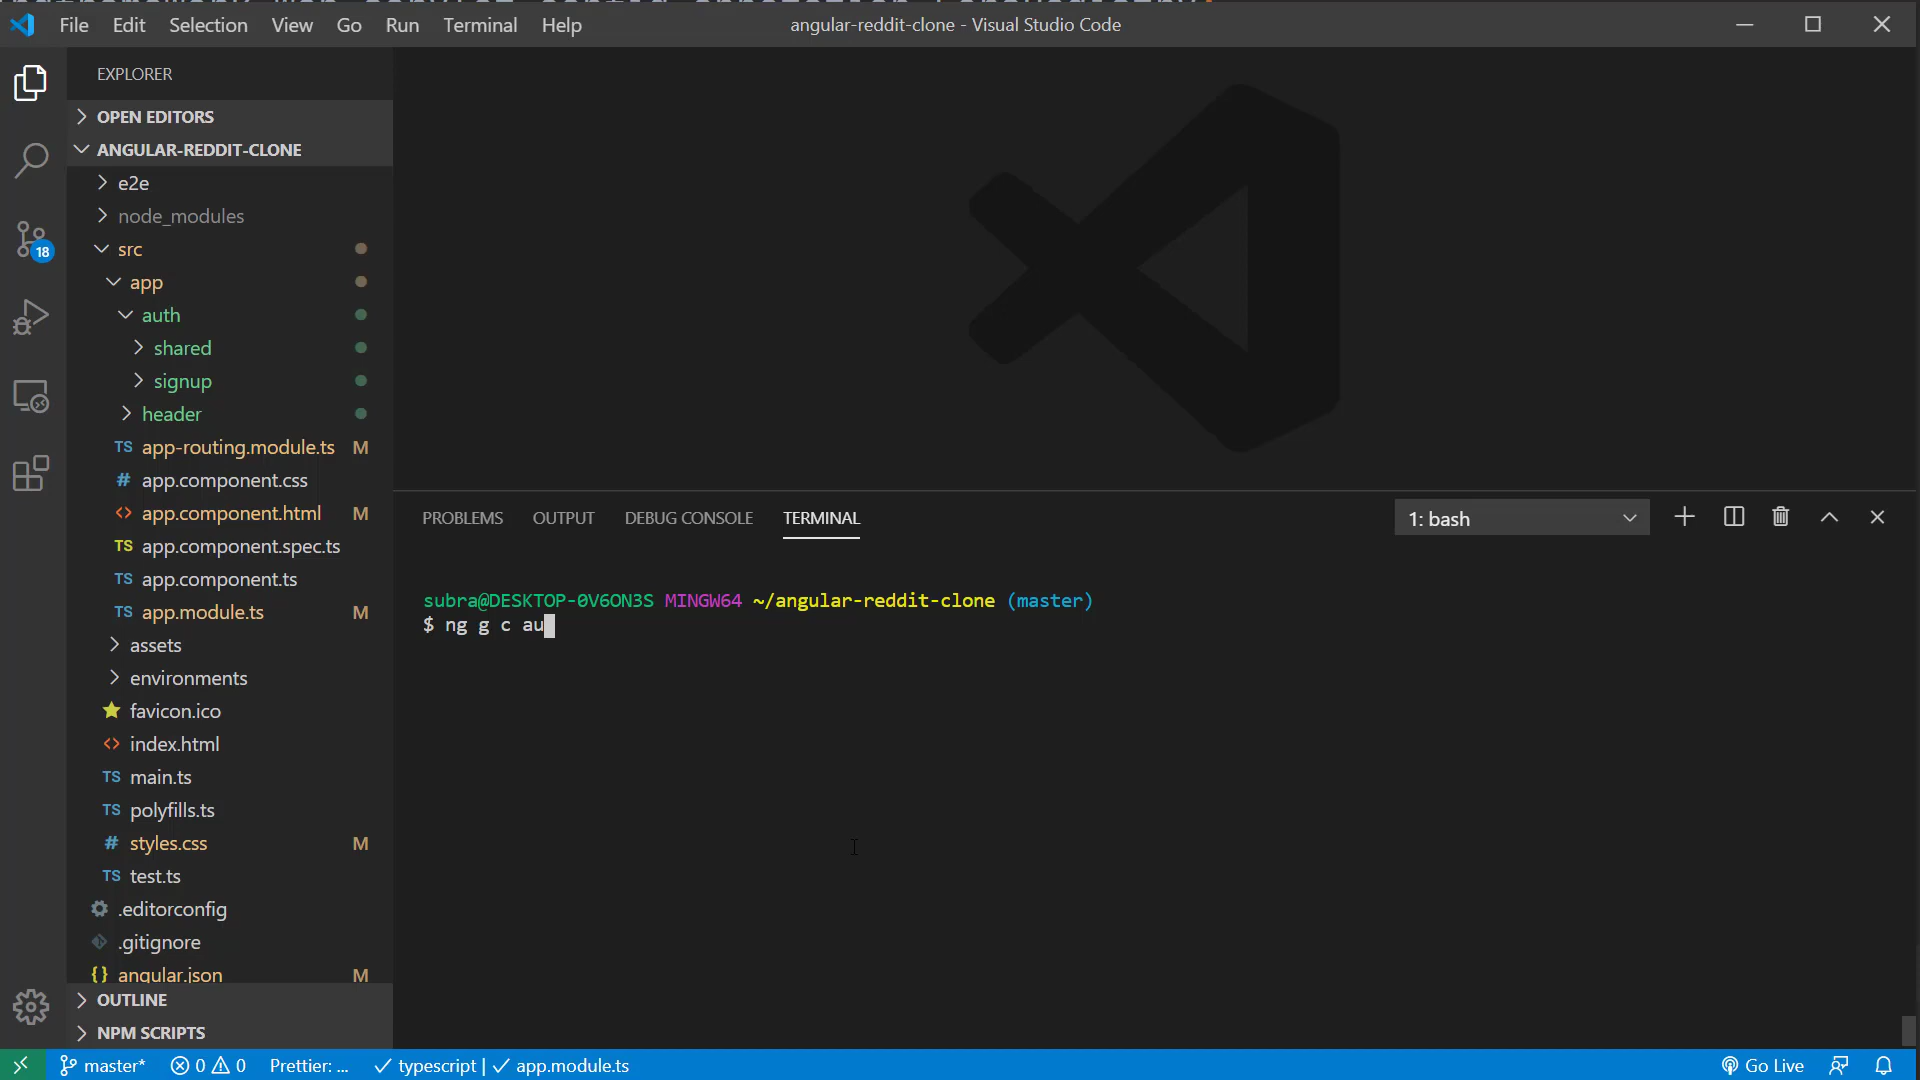 File Edit Selection View Go Run Terminal Help
angular-reddit-clone - Visual Studio Code
EXPLORER
OPEN EDITORS
ANGULAR-REDDIT-CLONE
e2e
node_modules
src
app
auth
shared
signup
header
TS app-routing.module.ts M
# app.component.css
<> app.component.html M
TS app.component.spec.ts
TS app.component.ts
TS app.module.ts M
assets
environments
favicon.ico
<> index.html
TS main.ts
TS polyfills.ts
# styles.css M
TS test.ts
.editorconfig
.gitignore
{} angular.json M
OUTLINE
NPM SCRIPTS
18
PROBLEMS OUTPUT DEBUG CONSOLE TERMINAL
1: bash
subra@DESKTOP-0V6ON3S MINGW64 ~/angular-reddit-clone (master)
$ ng g c au
master* 0 0 Prettier: ... typescript | app.module.ts
Go Live